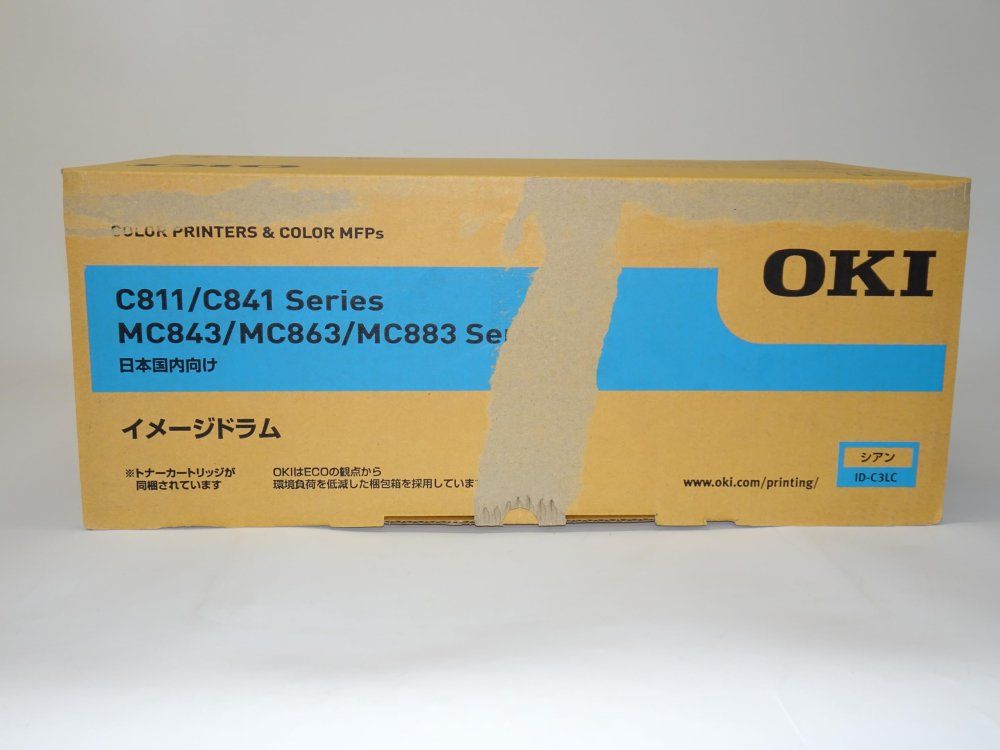 COLOR PRINTERS & COLOR MFPs
OKI
C811/C841 Series
MC843/MC863/MC883
日本国内向け
イメージドラム
※トナーカートリッジが
同梱されています
OKIはECOの観点から
環境負荷を低減した梱包箱を採用しています
www.oki.com/printing/
シアン
ID-C3LC